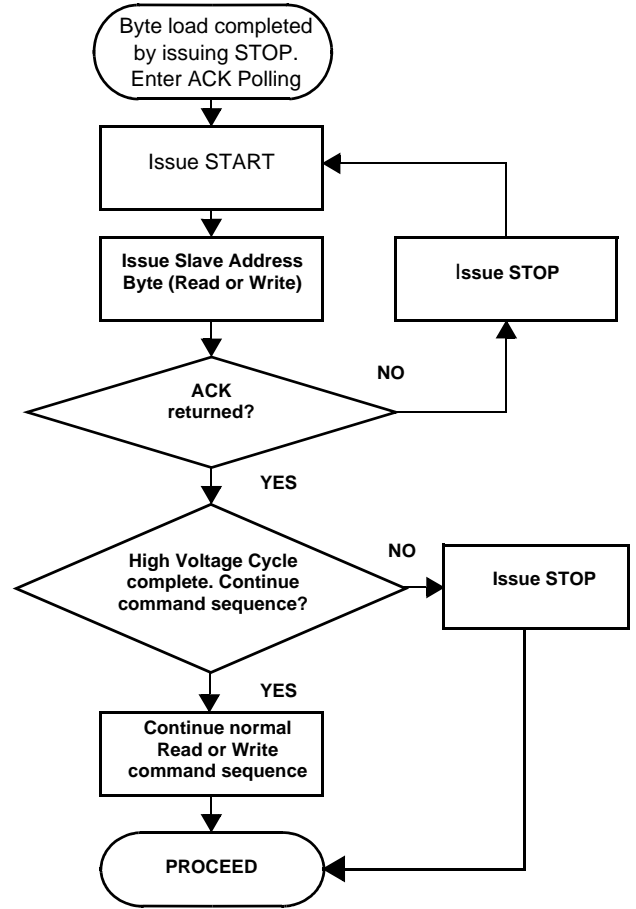 Byte load completed
by issuing STOP.
Enter ACK Polling
Issue START
Issue Slave Address
Byte (Read or Write)
Issue STOP
ACK
returned?
NO
YES
High Voltage Cycle
complete. Continue
command sequence?
NO
Issue STOP
YES
Continue normal
Read or Write
command sequence
PROCEED